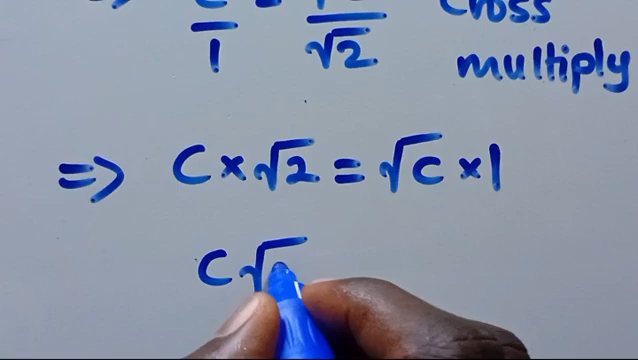 => C/1 = /√2 Cross
multiply
=> C×√2 = √C ×1
C√